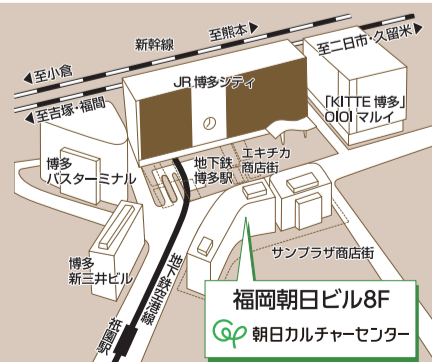 新幹線
至熊本
至二日市・久留米
至小倉
至吉塚・福間
JR博多シティ
「KITTE 博多」
OIOI マルイ
博多
バスターミナル
地下鉄
博多駅
エキチカ
商店街
博多
新三井ビル
地下鉄空港線
祇園駅
サンプラザ商店街
福岡朝日ビル8F
朝日カルチャーセンター